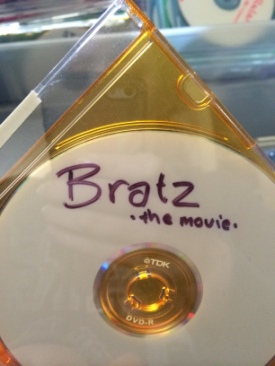 Bratz
• the movie •
TDK
DVD-R